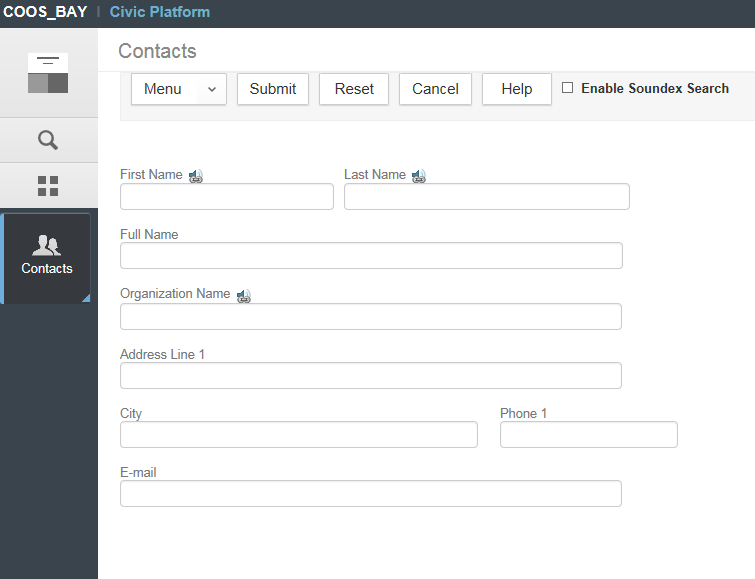 COOS_BAY | Civic Platform
Contacts
Menu Submit Reset Cancel Help Enable Soundex Search
First Name Last Name
Full Name
Contacts
Organization Name
Address Line 1
City Phone 1
E-mail